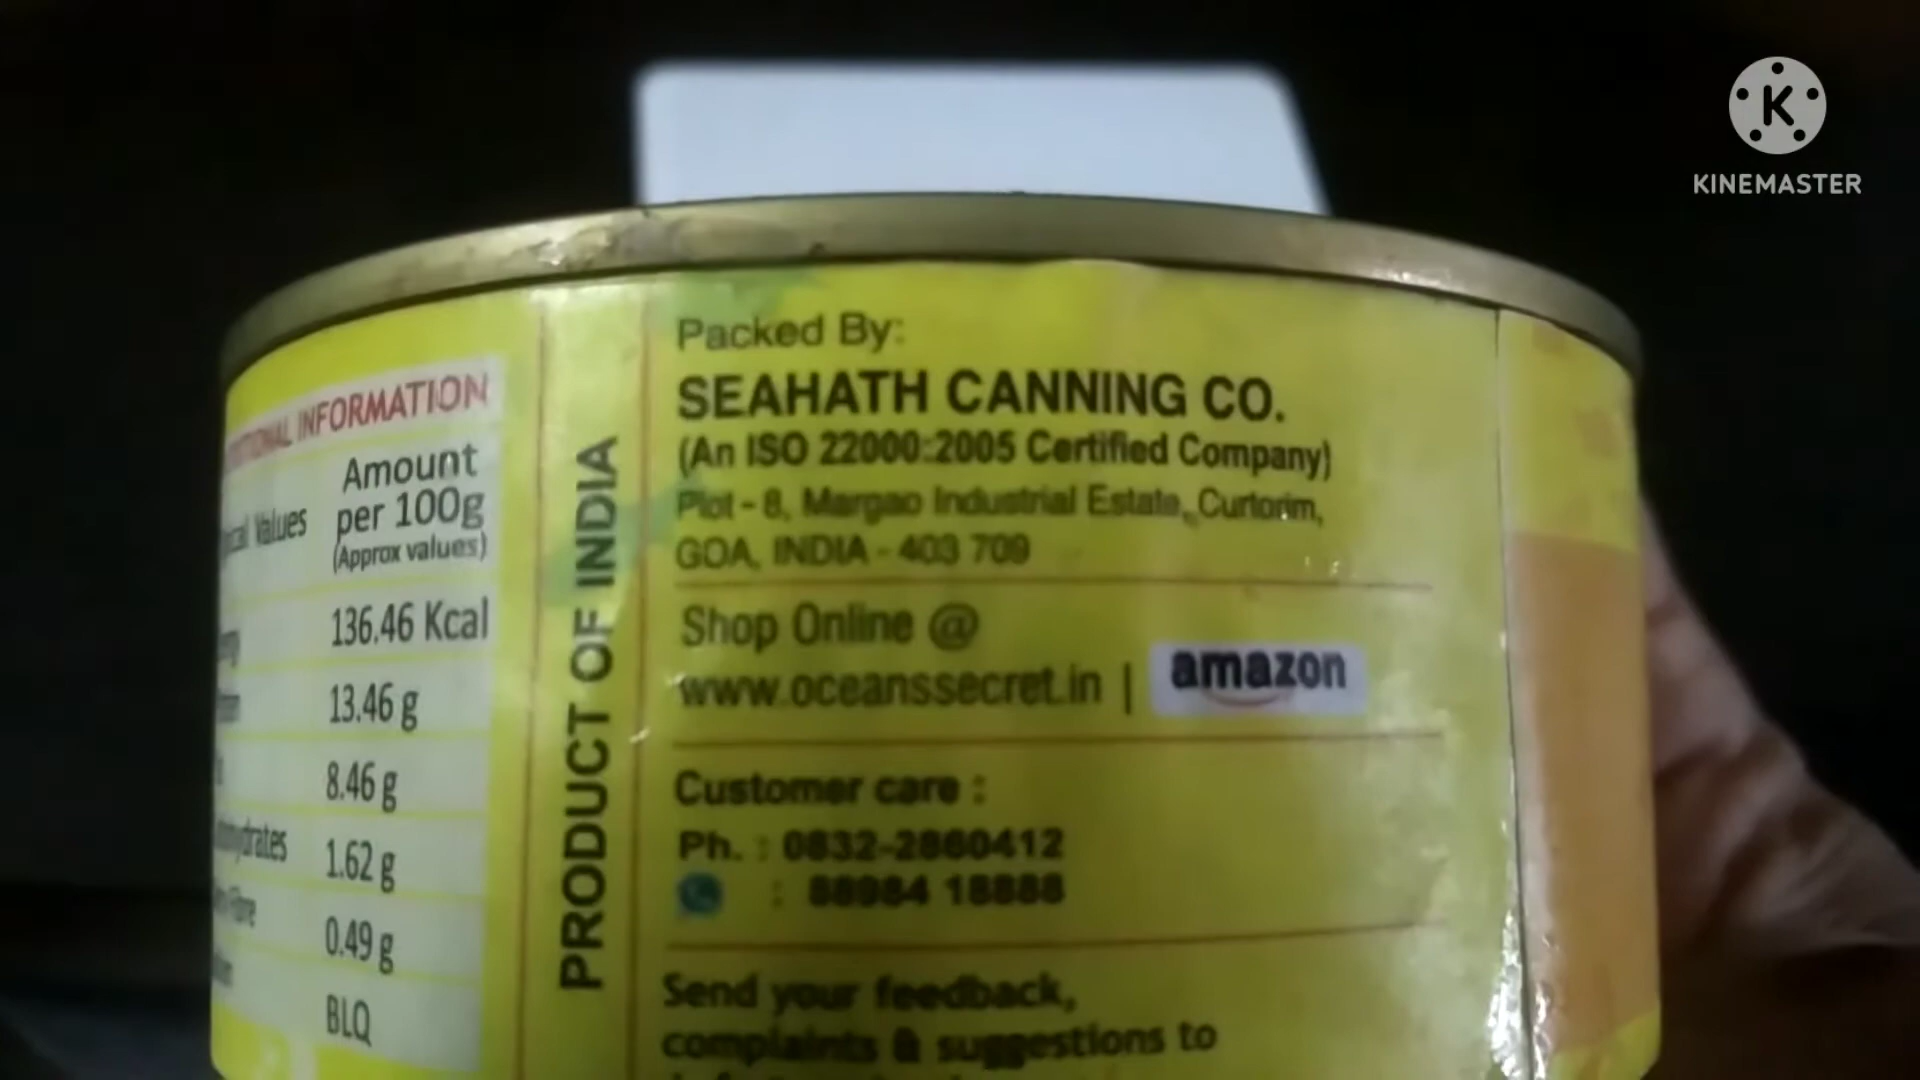 KINEMASTER
INFORMATION
Amount
per 100g
(Approx values)
Values
136.46 Kcal
13.46 g
8.46 g
1.62 g
0.49 g
BLQ
PRODUCT OF INDIA
Packed By:
SEAHATH CANNING CO.
(An ISO 22000:2005 Certified Company)
Plot - 8, Margao Industrial Estate, Curtorim,
GOA, INDIA - 403 709
Shop Online @
www.oceanssecret.in | amazon
Customer care :
Ph. : 0832-2860412
: 88984 18888
Send your feedback,
complaints & suggestions to